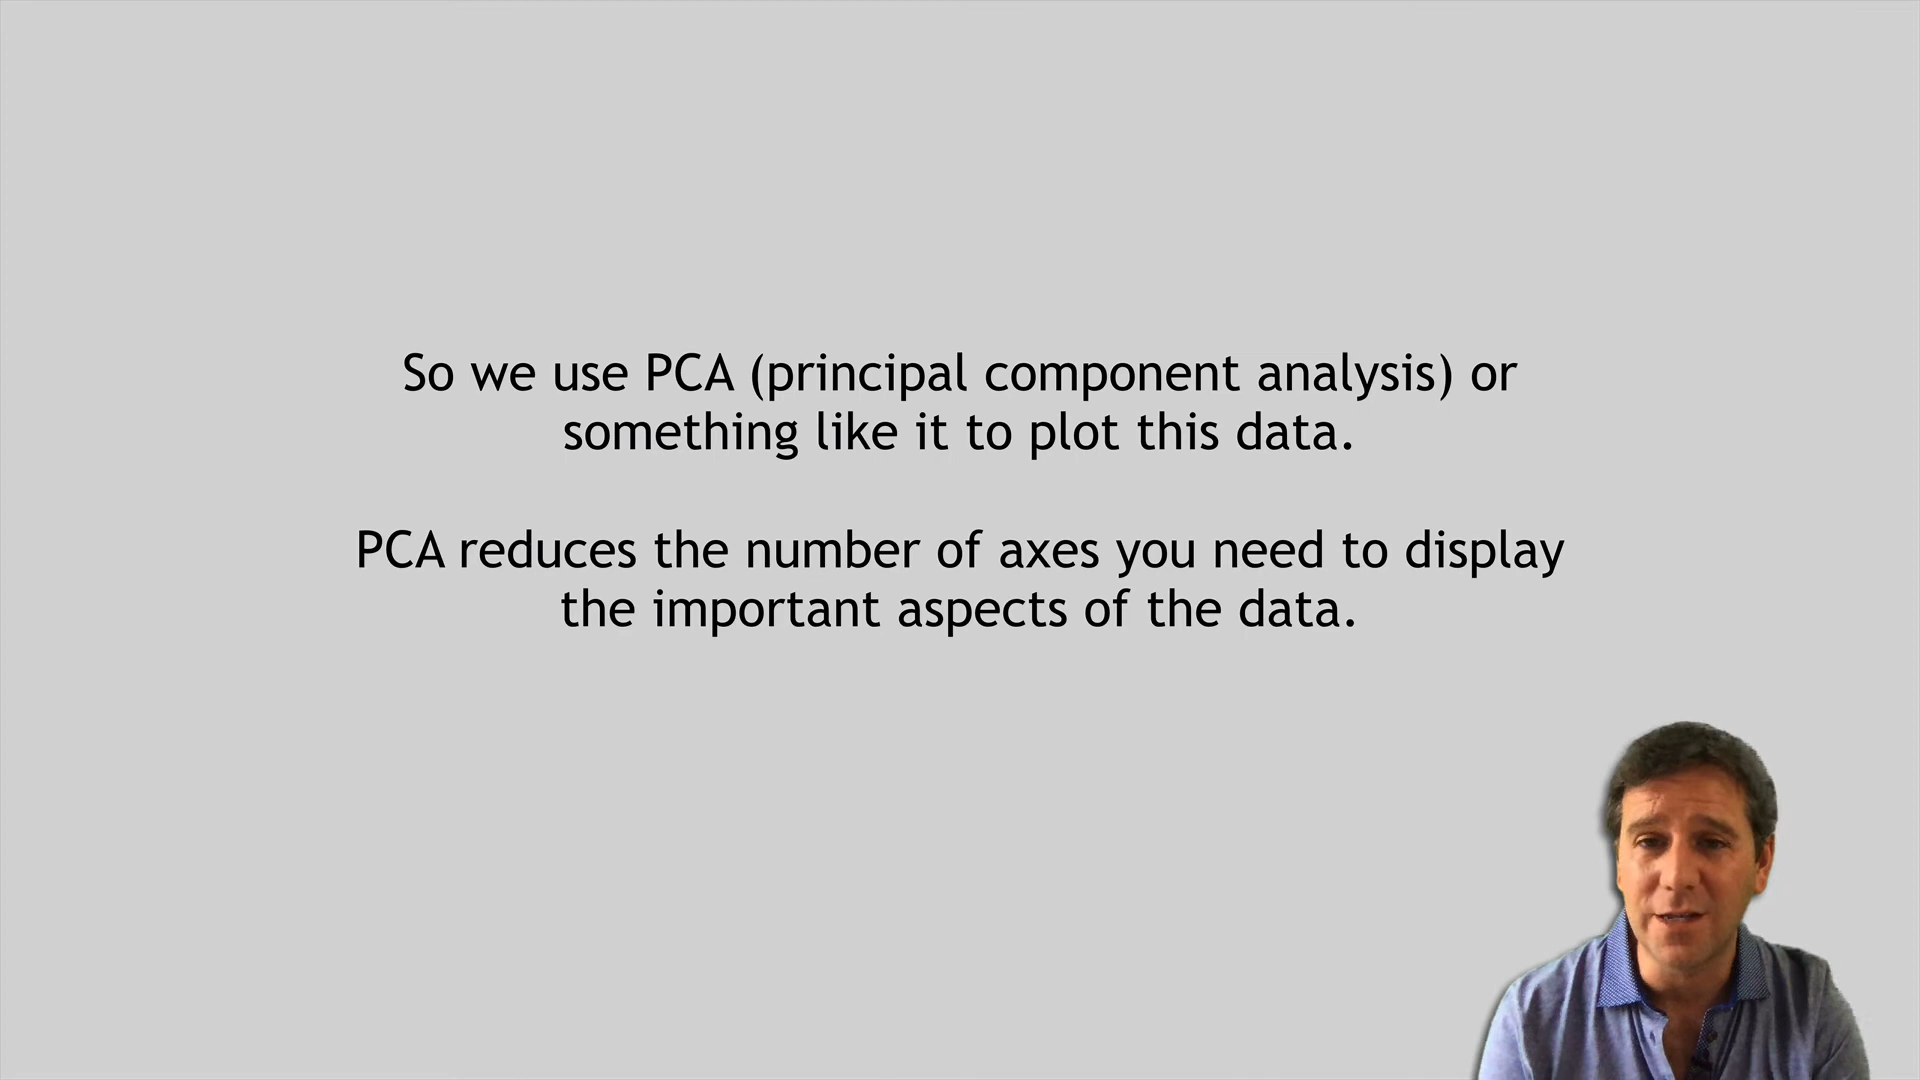 So we use PCA (principal component analysis) or
something like it to plot this data.
PCA reduces the number of axes you need to display
the important aspects of the data.